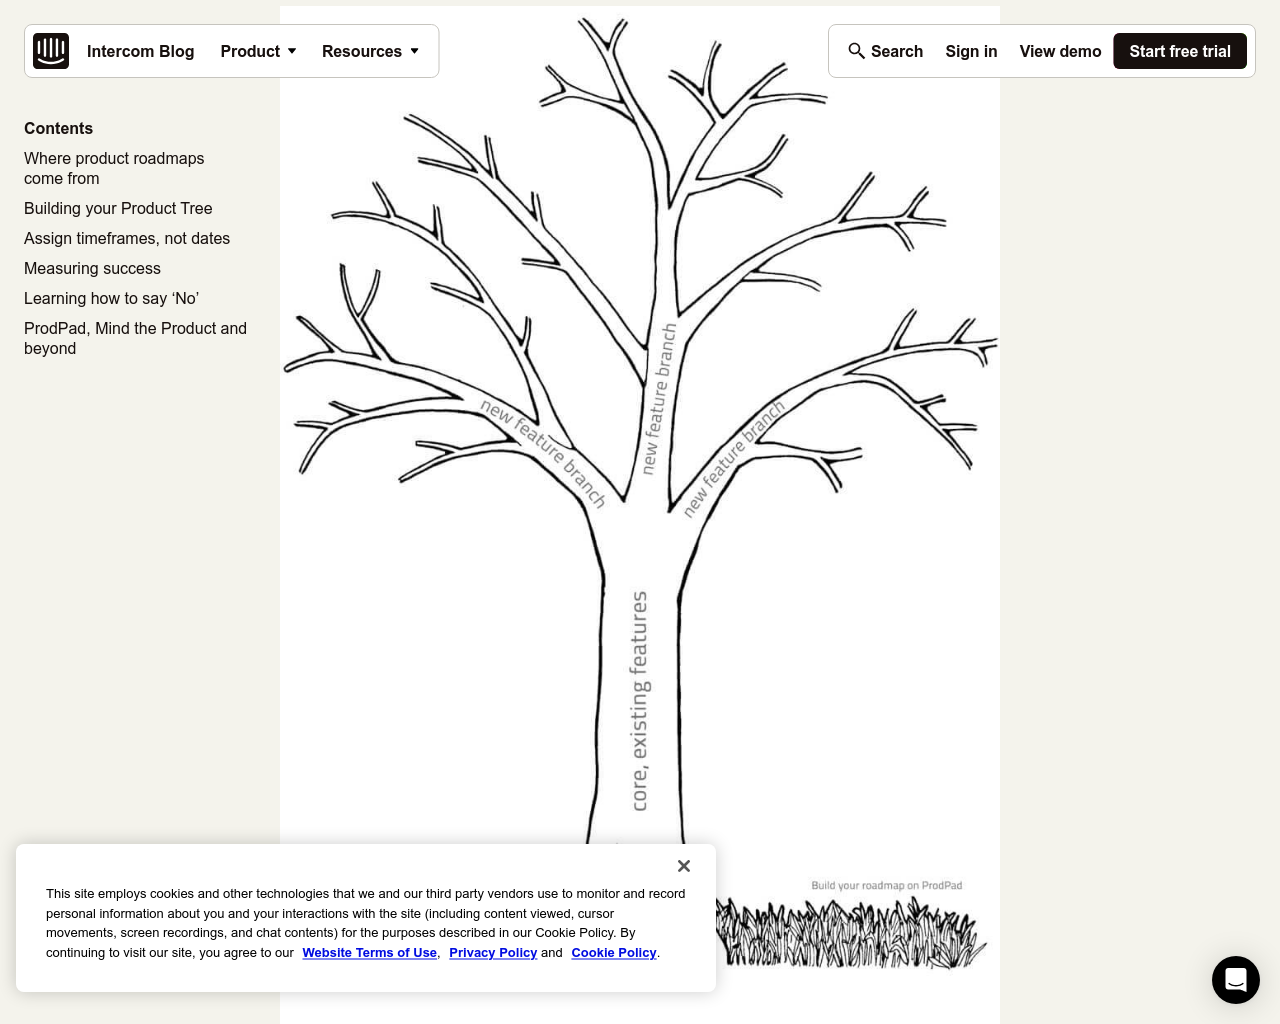 Intercom Blog Product Resources Search Sign in View demo Start free trial
Contents
Where product roadmaps
come from
Building your Product Tree
Assign timeframes, not dates
Measuring success
Learning how to say ‘No’
ProdPad, Mind the Product and
beyond
new feature branch
new feature branch
new feature branch
core, existing features
Build your roadmap on ProdPad
This site employs cookies and other technologies that we and our third party vendors use to monitor and record
personal information about you and your interactions with the site (including content viewed, cursor
movements, screen recordings, and chat contents) for the purposes described in our Cookie Policy. By
continuing to visit our site, you agree to our Website Terms of Use, Privacy Policy and Cookie Policy.